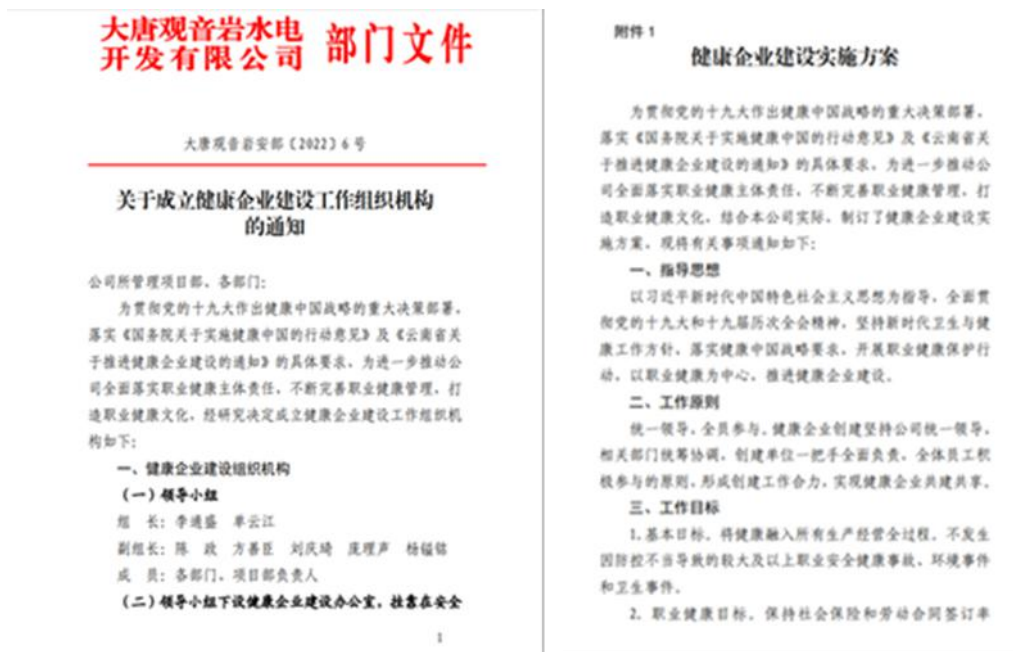 大唐观音岩水电
开发有限公司 部门文件
大唐观音岩安部〔2022〕6号
关于成立健康企业建设工作组织机构
的通知
公司所管理项目部、各部门：
为贯彻党的十九大作出健康中国战略的重大决策部署，
落实《国务院关于实施健康中国的行动意见》及《云南省关
于推进健康企业建设的通知》的具体要求，为进一步推动公
司全面落实职业健康主体责任，不断完善职业健康管理，打
造职业健康文化，经研究决定成立健康企业建设工作组织机
构如下：
一、健康企业建设组织机构
（一）领导小组
组 长：李通盛 单云江
副组长：陈 政 方善臣 刘庆琦 庞理声 杨镒铭
成 员：各部门、项目部负责人
（二）领导小组下设健康企业建设办公室，挂靠在安全
1
附件 1
健康企业建设实施方案
为贯彻党的十九大作出健康中国战略的重大决策部署，
落实《国务院关于实施健康中国的行动意见》及《云南省关
于推进健康企业建设的通知》的具体要求，为进一步推动公
司全面落实职业健康主体责任，不断完善职业健康管理，打
造职业健康文化，结合本公司实际，制订了健康企业建设实
施方案，现将有关事项通知如下：
一、指导思想
以习近平新时代中国特色社会主义思想为指导，全面贯
彻党的十九大和十九届历次全会精神，坚持新时代卫生与健
康工作方针，落实健康中国战略要求，开展职业健康保护行
动，以职业健康为中心，推进健康企业建设。
二、工作原则
统一领导，全员参与。健康企业创建坚持公司统一领导，
相关部门统筹协调，创建单位一把手全面负责，全体员工积
极参与的原则，形成创建工作合力，实现健康企业共建共享。
三、工作目标
1.基本目标。将健康融入所有生产经营全过程，不发生
因防控不当导致的较大及以上职业安全健康事故、环境事件
和卫生事件。
2. 职业健康目标。保持社会保险和劳动合同签订率